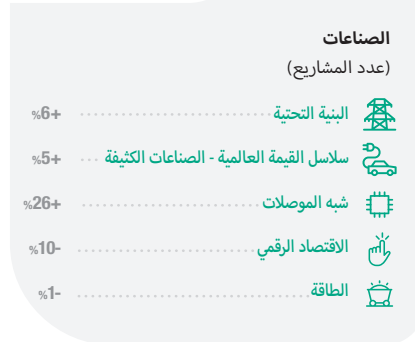 الصناعات
(عدد المشاريع)
البنية التحتية +6%
سلاسل القيمة العالمية - الصناعات الكثيفة +5%
شبه الموصلات +26%
الاقتصاد الرقمي -10%
الطاقة -1%